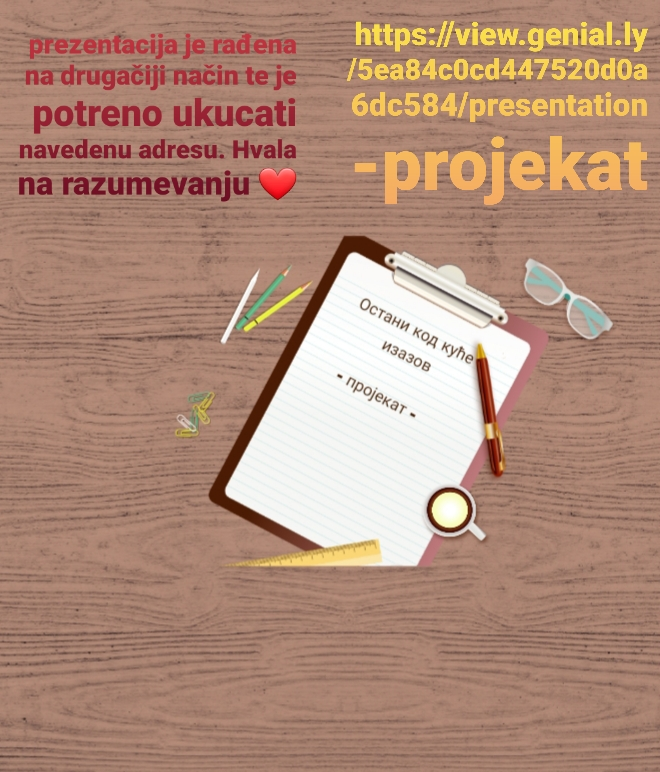 prezentacija je rađena
na drugačiji način te je
potreno ukucati
navedenu adresu. Hvala
na razumevanju ❤️
https://view.genial.ly
/5ea84c0cd447520d0a
6dc584/presentation
-projekat
Остани код куће
изазов
- пројекат -